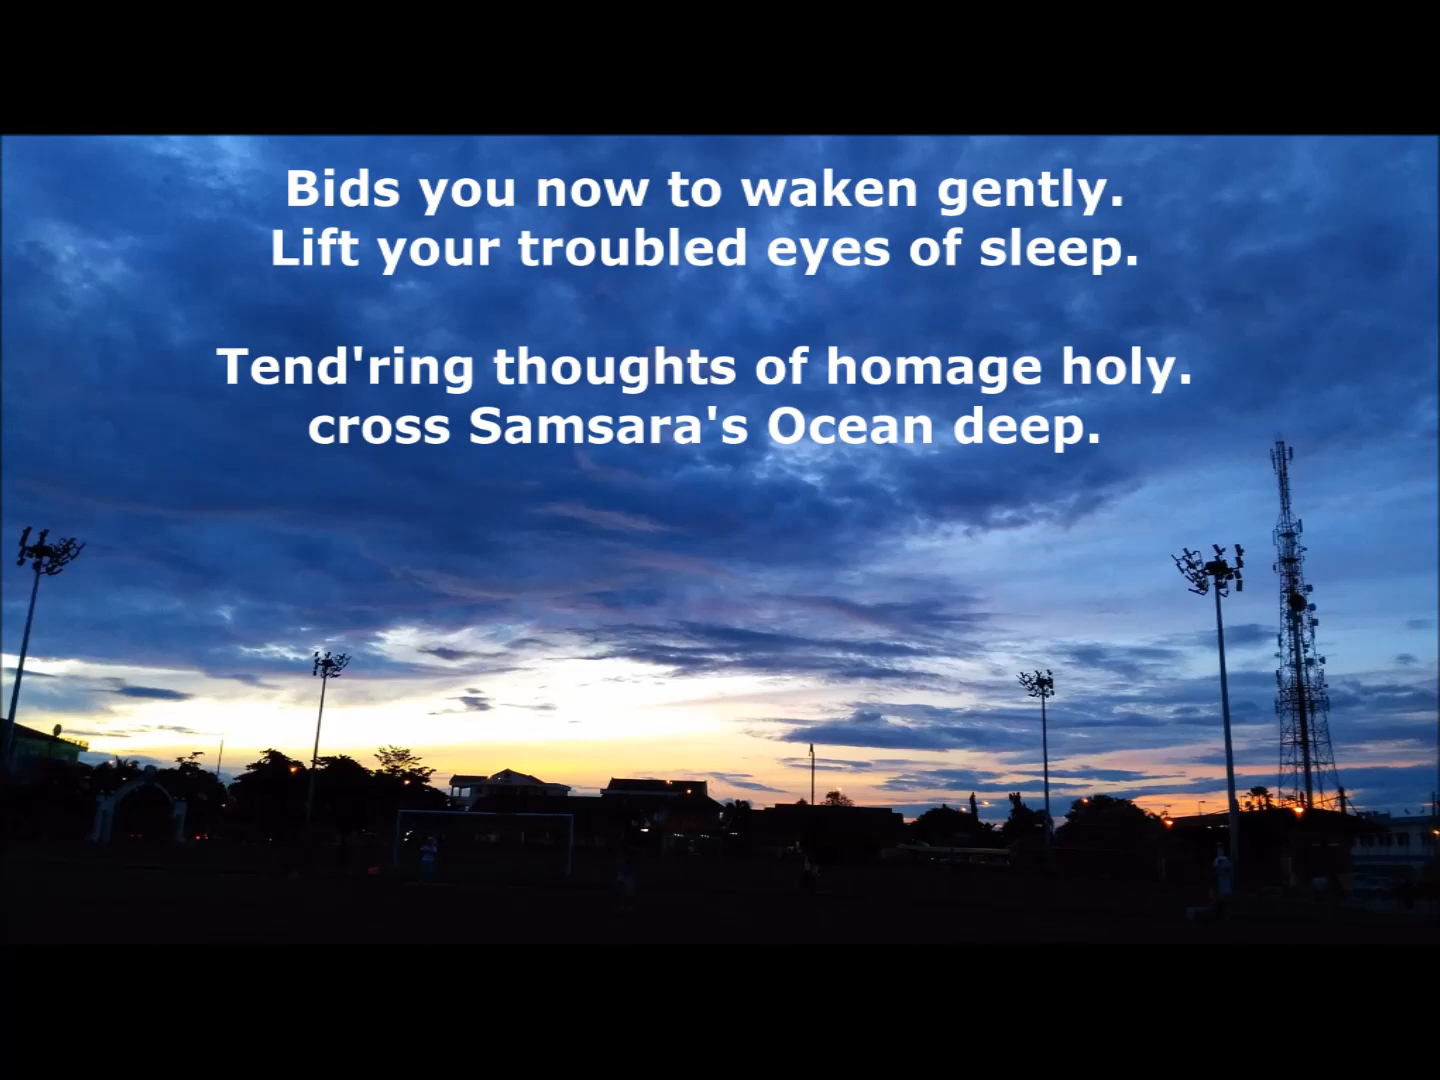 Bids you now to waken gently.
Lift your troubled eyes of sleep.
Tend'ring thoughts of homage holy.
cross Samsara's Ocean deep.